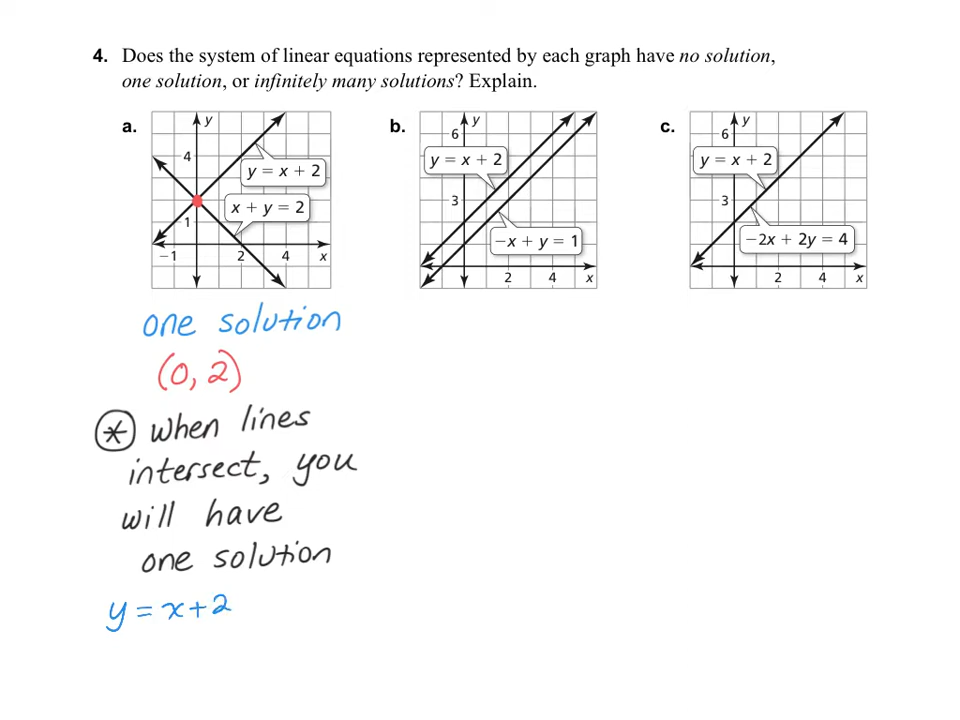 4. Does the system of linear equations represented by each graph have no solution,
one solution, or infinitely many solutions? Explain.
a.
y
4
1
−1
2
4
x
y = x + 2
x + y = 2
b.
y
6
3
2
4
x
y = x + 2
−x + y = 1
c.
y
6
3
2
4
x
y = x + 2
−2x + 2y = 4
one solution
(0, 2)
* when lines
intersect, you
will have
one solution
y = x + 2